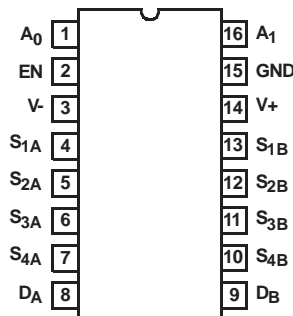 A0 1 16 A1
EN 2 15 GND
V- 3 14 V+
S1A 4 13 S1B
S2A 5 12 S2B
S3A 6 11 S3B
S4A 7 10 S4B
DA 8 9 DB